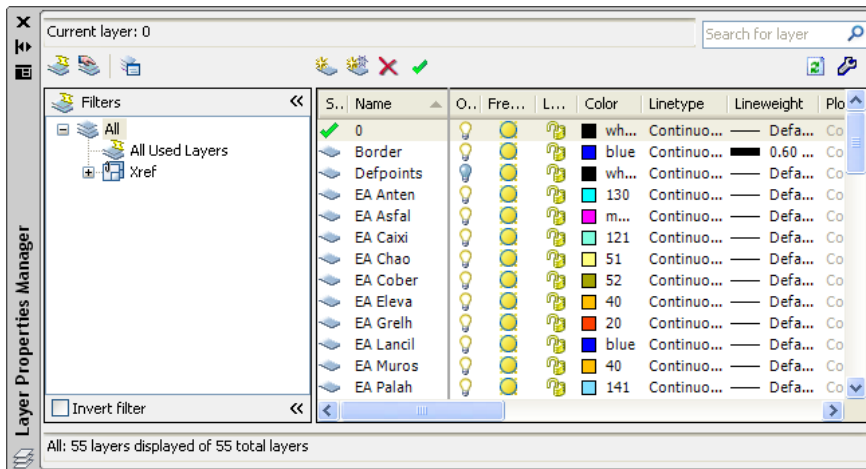 Current layer: 0
Search for layer
Filters
All
All Used Layers
Xref
Invert filter
S.. Name O.. Fre... L... Color Linetype Lineweight Plo
0 wh... Continuo... Defa... Co
Border blue Continuo... 0.60 ... Co
Defpoints wh... Continuo... Defa... Co
EA Anten 130 Continuo... Defa... Co
EA Asfal m... Continuo... Defa... Co
EA Caixi 121 Continuo... Defa... Co
EA Chao 51 Continuo... Defa... Co
EA Cober 52 Continuo... Defa... Co
EA Eleva 40 Continuo... Defa... Co
EA Grelh 20 Continuo... Defa... Co
EA Lancil blue Continuo... Defa... Co
EA Muros 40 Continuo... Defa... Co
EA Palah 141 Continuo... Defa... Co
All: 55 layers displayed of 55 total layers
Layer Properties Manager